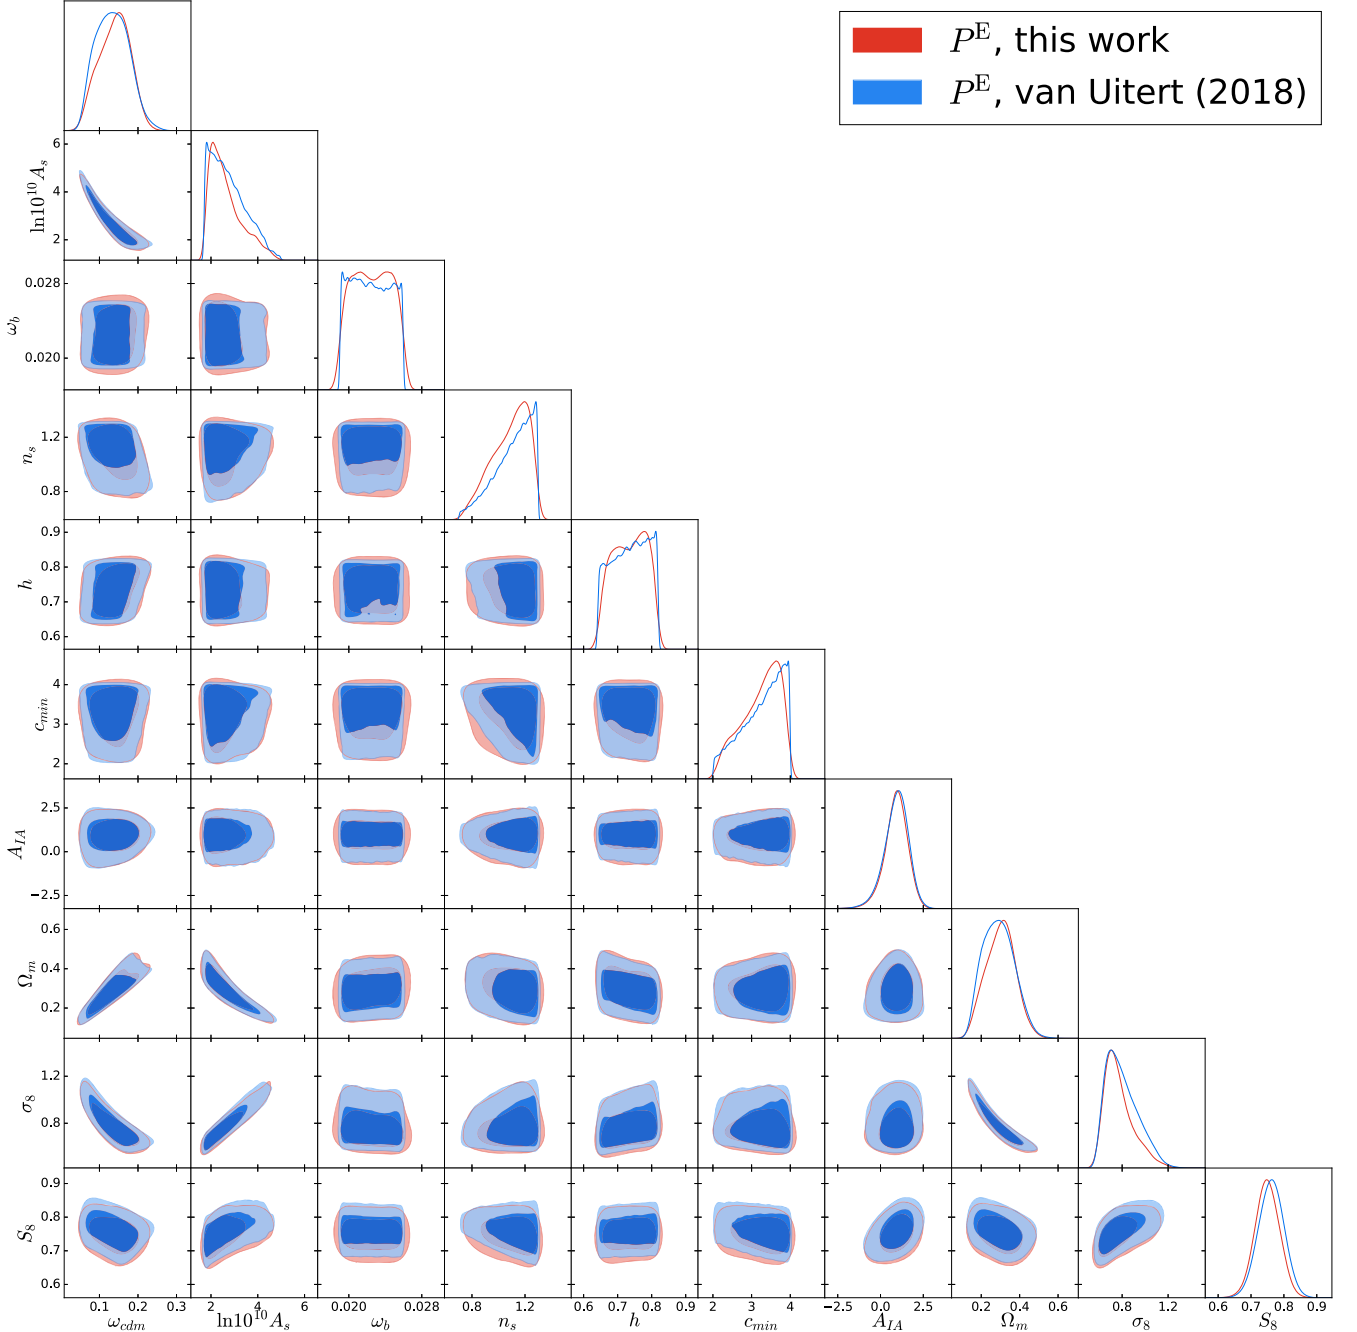 P^E, this work
P^E, van Uitert (2018)
6
4
2
ln10^10 A_s
0.028
0.020
ω_b
1.2
0.8
n_s
0.9
0.8
0.7
0.6
h
4
3
2
c_min
2.5
0.0
−2.5
A_IA
0.6
0.4
0.2
Ω_m
1.2
0.8
σ_8
0.9
0.8
0.7
0.6
S_8
0.1 0.2 0.3 2 4 6 0.020 0.028 0.8 1.2 0.6 0.7 0.8 0.9 2 3 4 −2.5 0.0 2.5 0.2 0.4 0.6 0.8 1.2 0.6 0.7 0.8 0.9
ω_cdm ln10^10 A_s ω_b n_s h c_min A_IA Ω_m σ_8 S_8